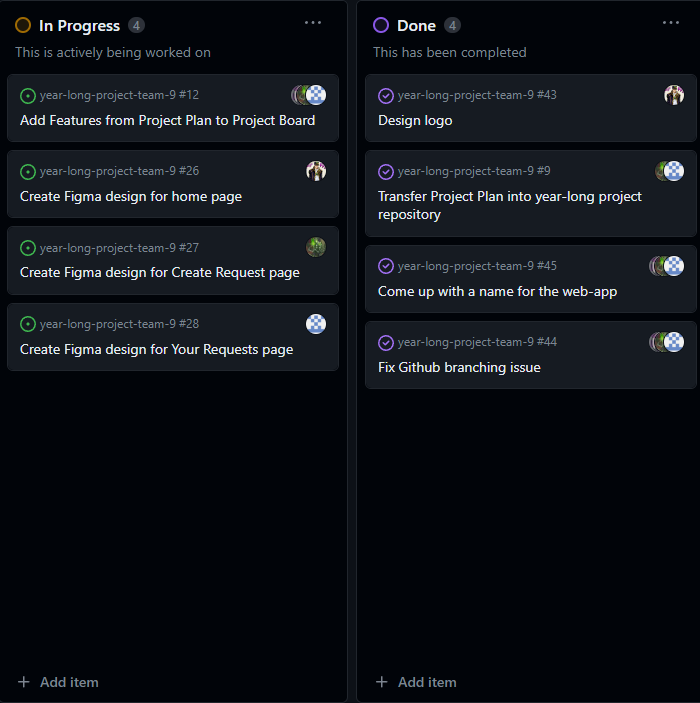 In Progress 4
This is actively being worked on
year-long-project-team-9 #12
Add Features from Project Plan to Project Board
year-long-project-team-9 #26
Create Figma design for home page
year-long-project-team-9 #27
Create Figma design for Create Request page
year-long-project-team-9 #28
Create Figma design for Your Requests page
+ Add item
Done 4
This has been completed
year-long-project-team-9 #43
Design logo
year-long-project-team-9 #9
Transfer Project Plan into year-long project
repository
year-long-project-team-9 #45
Come up with a name for the web-app
year-long-project-team-9 #44
Fix Github branching issue
+ Add item